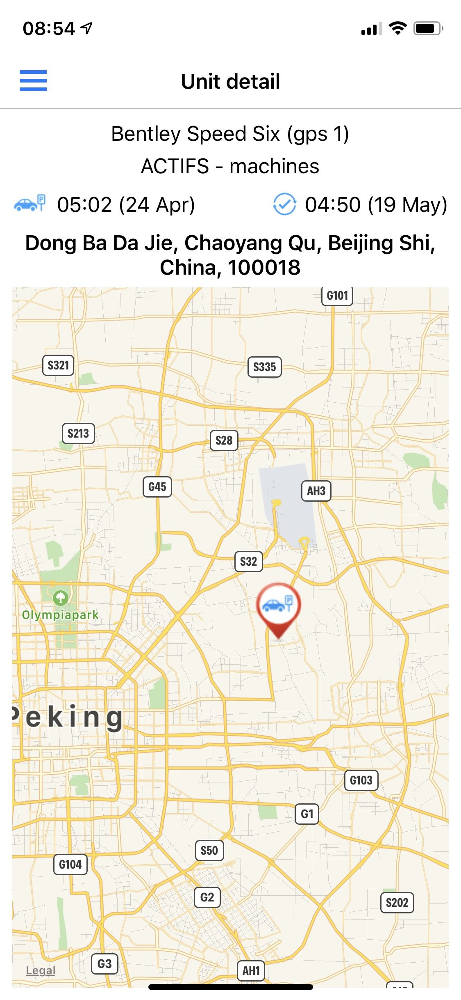 08:54
Unit detail
Bentley Speed Six (gps 1)
ACTIFS - machines
05:02 (24 Apr)
04:50 (19 May)
Dong Ba Da Jie, Chaoyang Qu, Beijing Shi,
China, 100018
G101
S321
S335
S213
S28
G45
AH3
S32
P
Olympiapark
Peking
G103
G1
S50
G104
G2
S202
G3
AH1
Legal